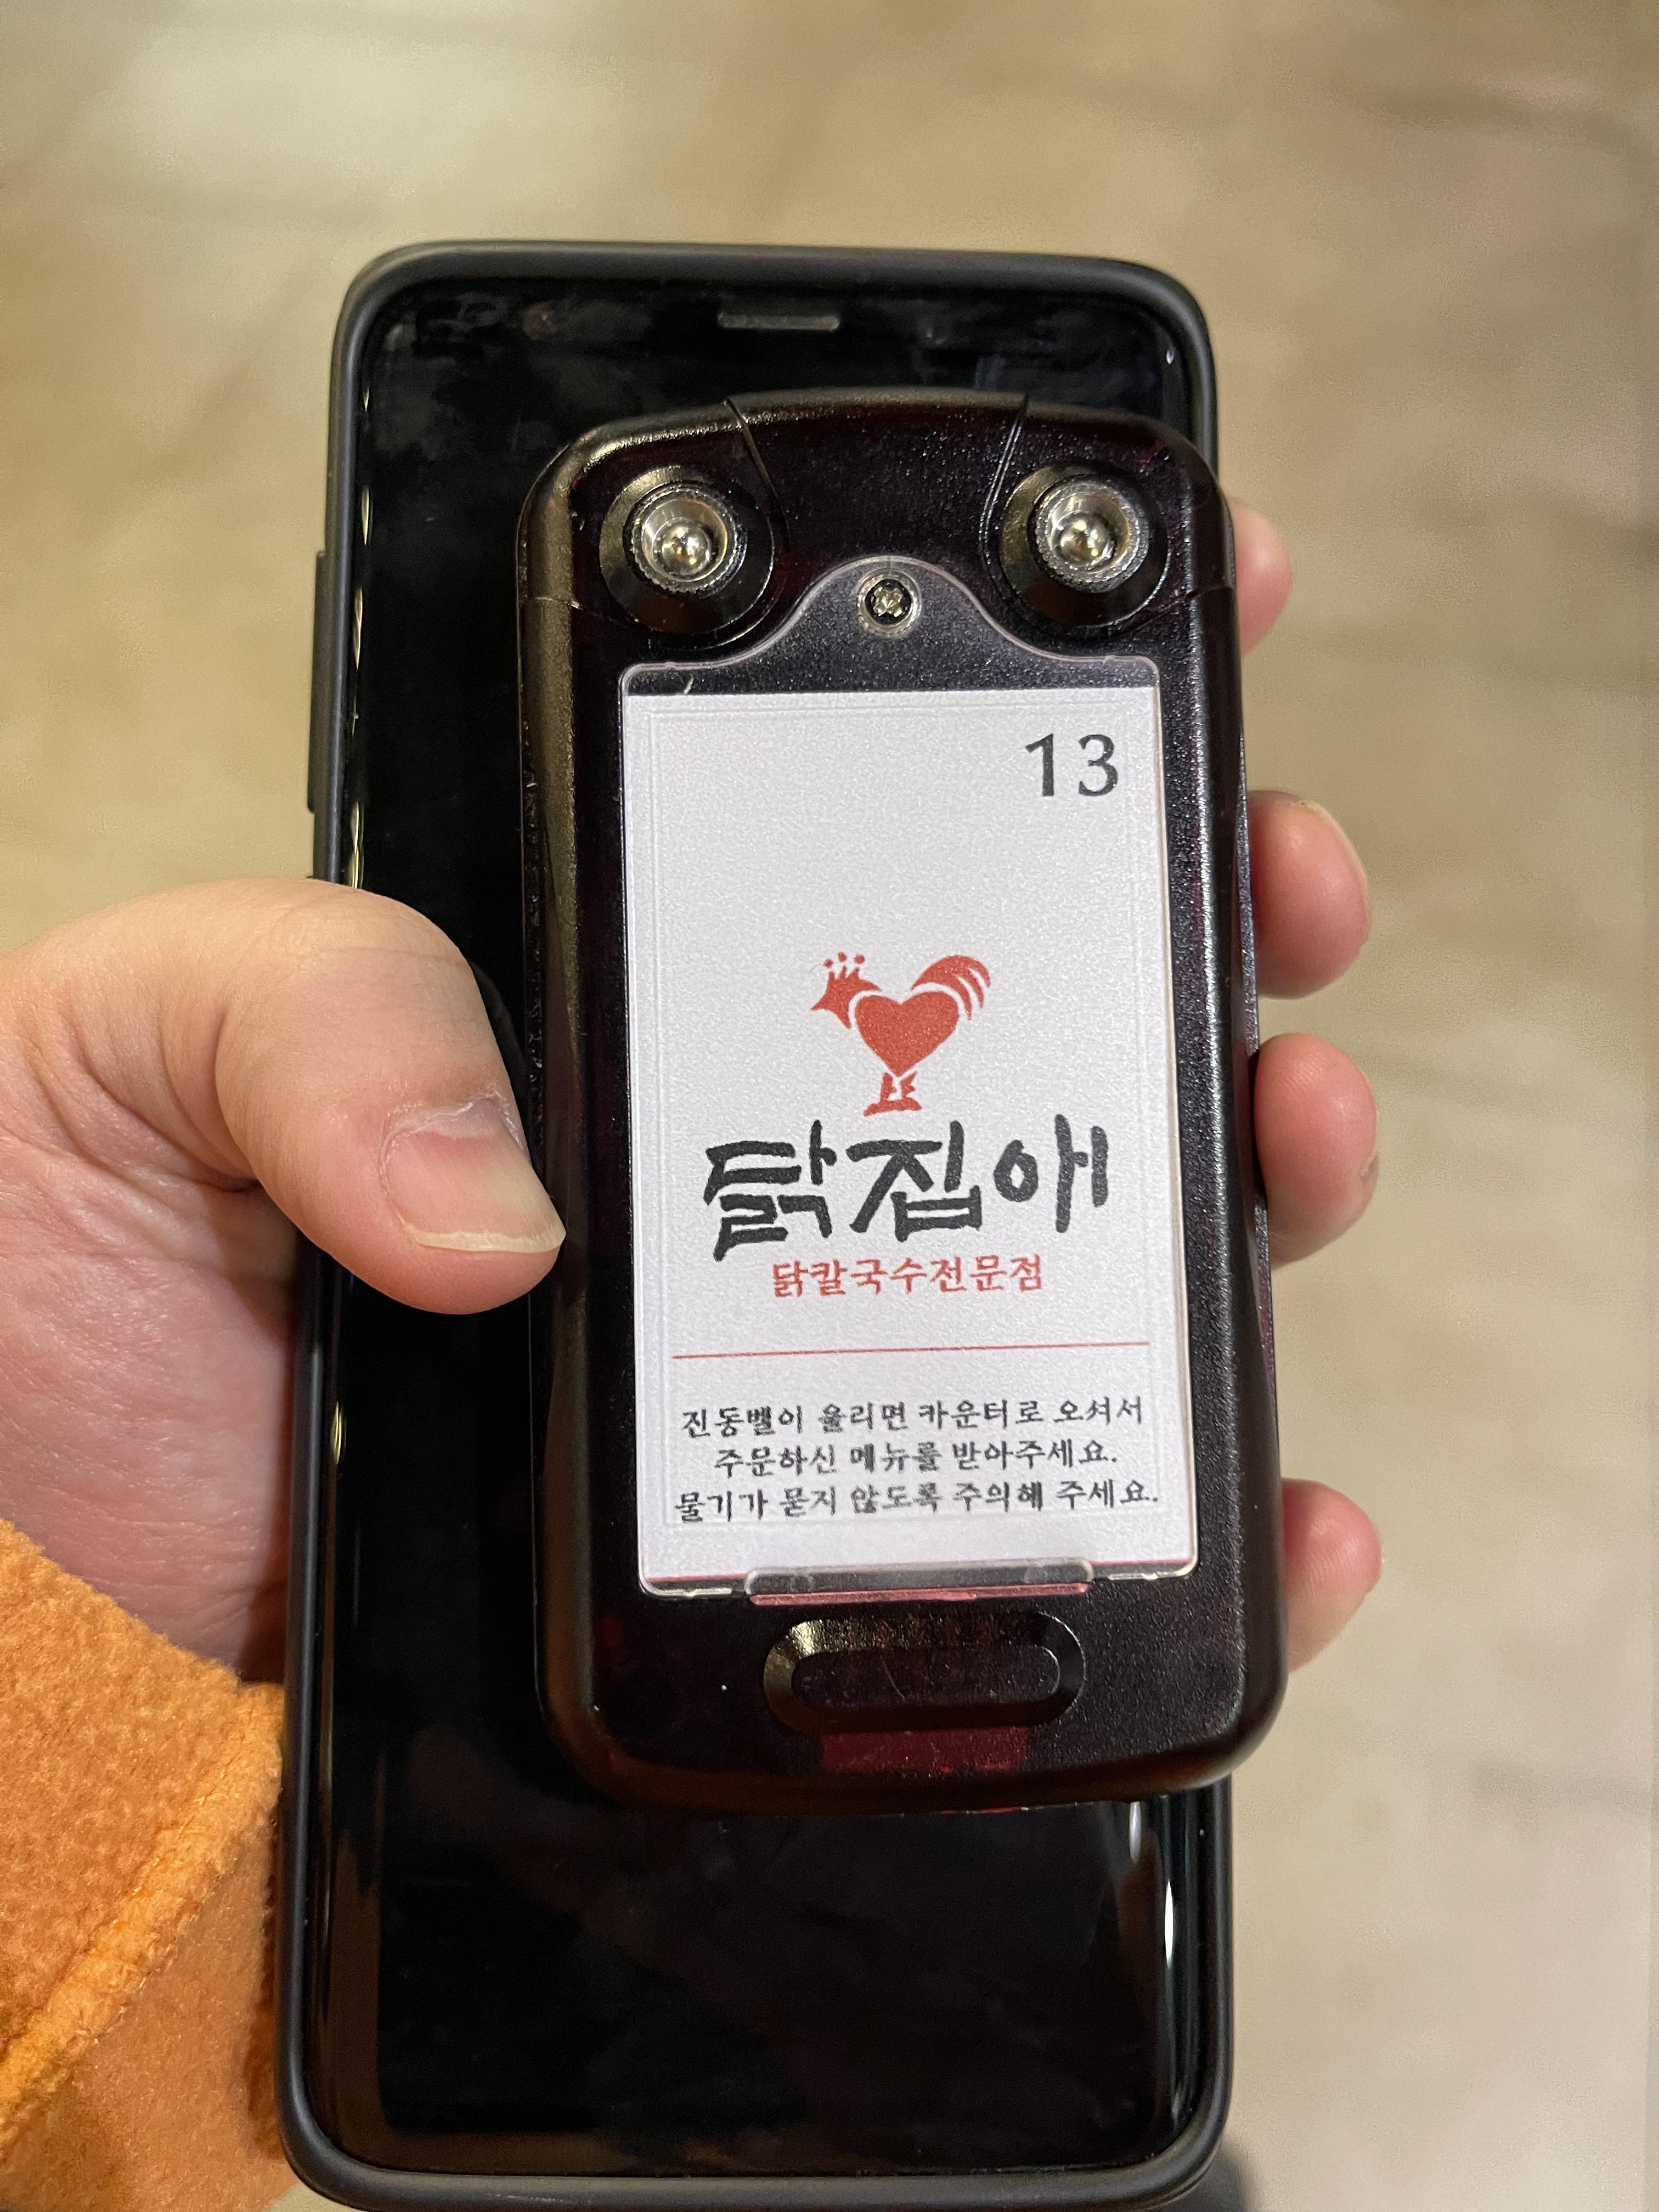 13
닭집애
닭칼국수전문점
진동벨이 울리면 카운터로 오셔서
주문하신 메뉴를 받아주세요.
물기가 묻지 않도록 주의해 주세요.